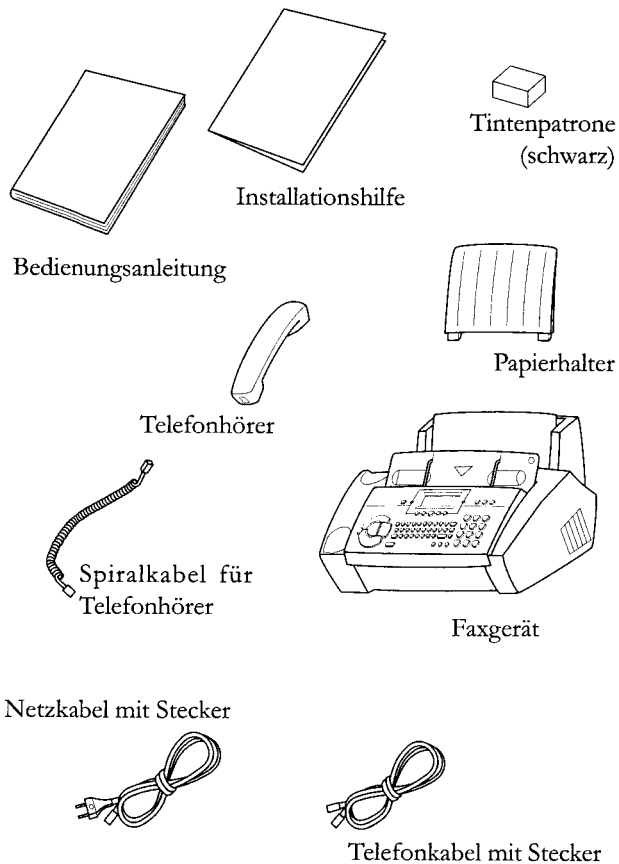 Tintenpatrone
(schwarz)
Installationshilfe
Bedienungsanleitung
Papierhalter
Telefonhörer
Spiralkabel für
Telefonhörer
Faxgerät
Netzkabel mit Stecker
Telefonkabel mit Stecker